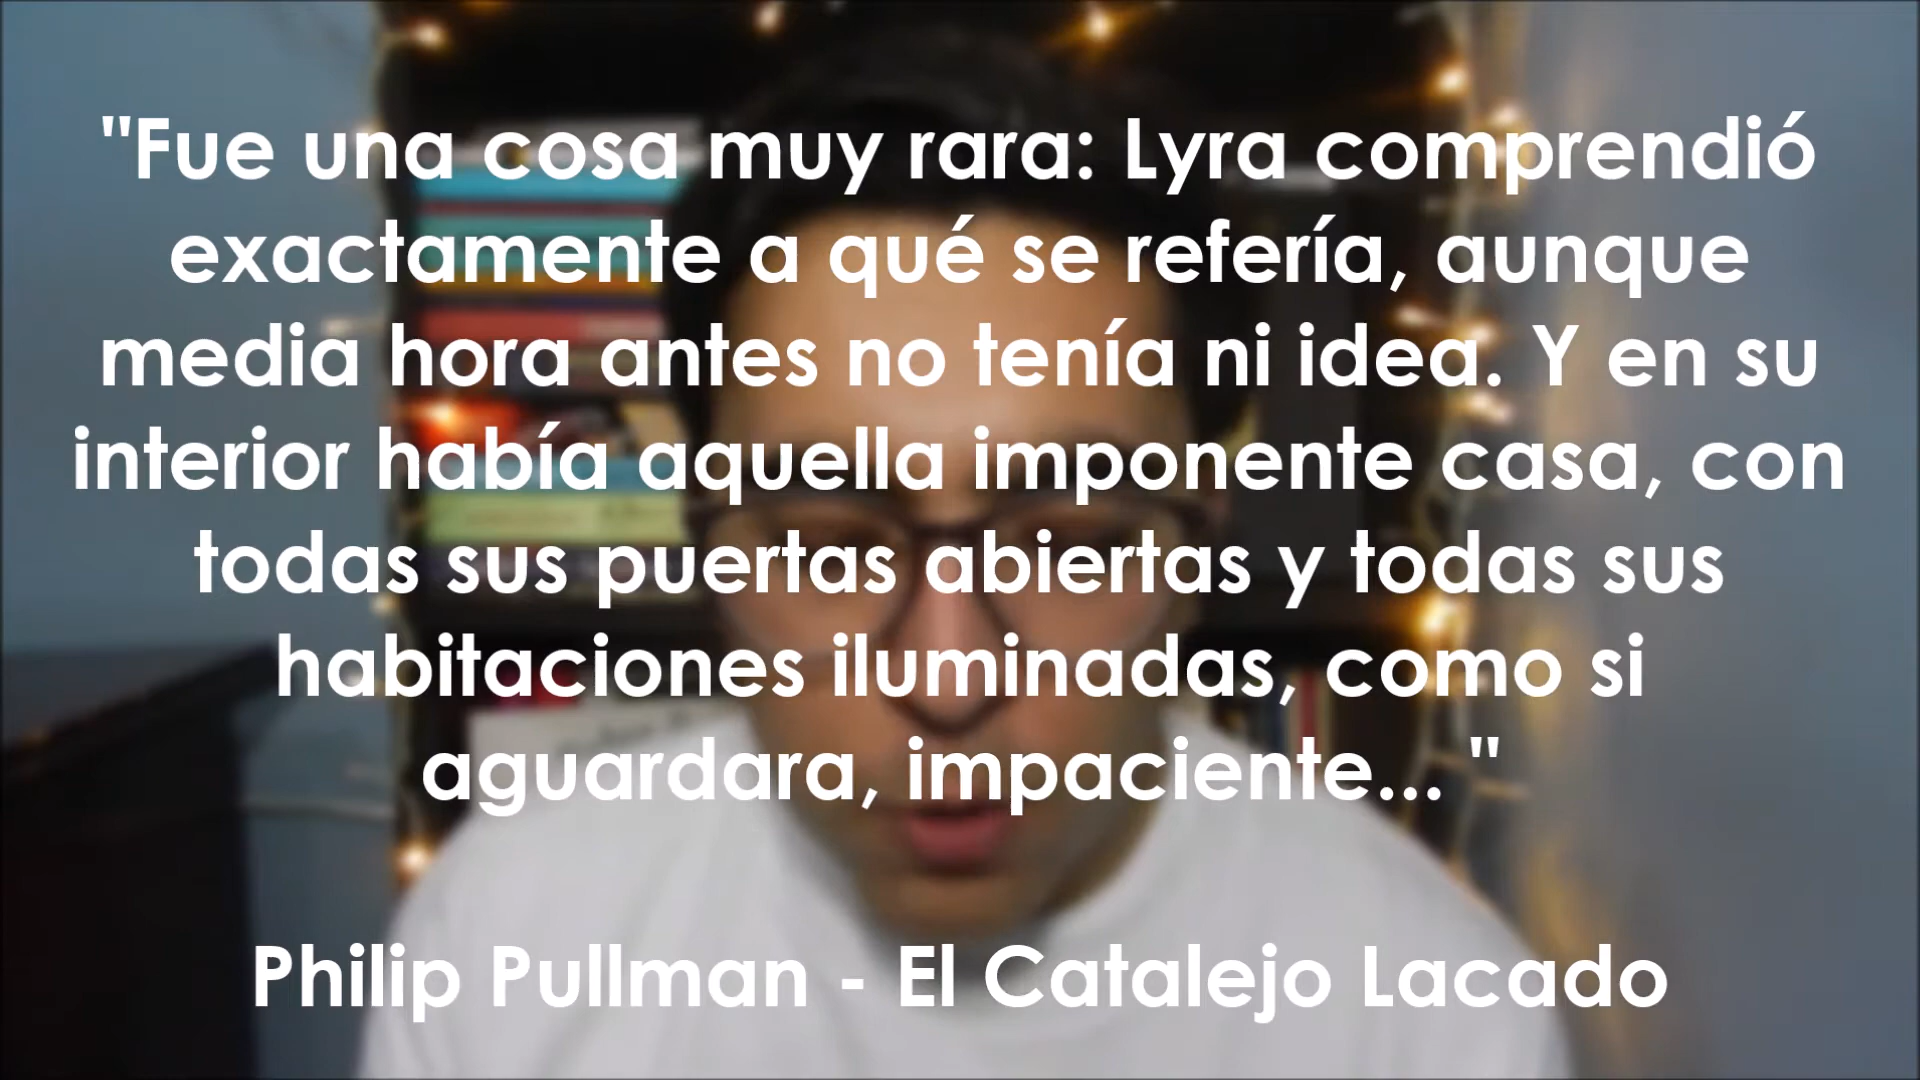 "Fue una cosa muy rara: Lyra comprendió
exactamente a qué se refería, aunque
media hora antes no tenía ni idea. Y en su
interior había aquella imponente casa, con
todas sus puertas abiertas y todas sus
habitaciones iluminadas, como si
aguardara, impaciente... "
Philip Pullman - El Catalejo Lacado